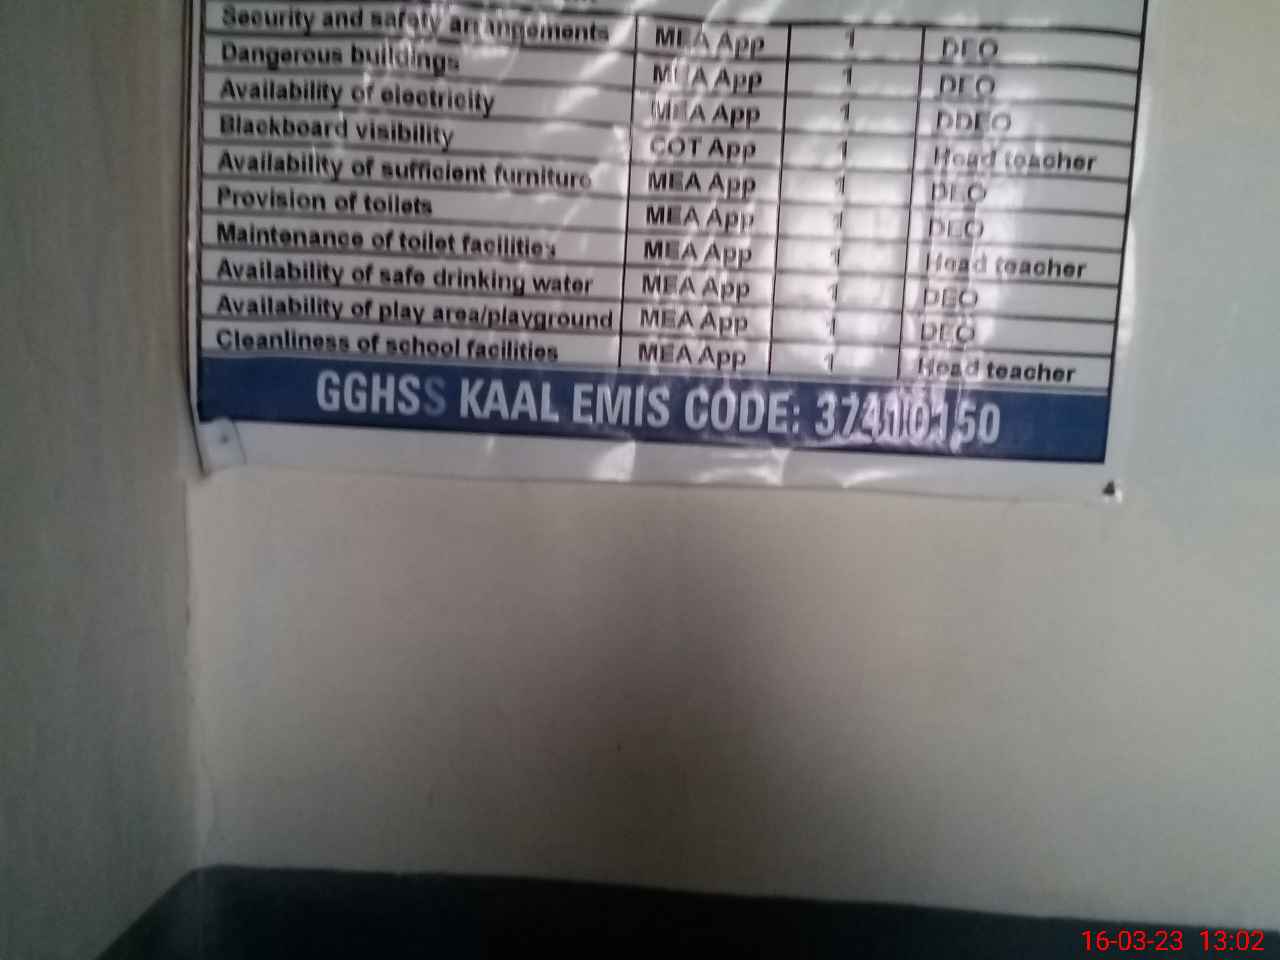 Security and safety arrangements MEA App 1 DEO
Dangerous buildings MEA App 1 DEO
Availability of electricity MEA App 1 DDEO
Blackboard visibility COT App 1 Head teacher
Availability of sufficient furniture MEA App 1 DEO
Provision of toilets MEA App 1 DEO
Maintenance of toilet facilities MEA App 1 Head teacher
Availability of safe drinking water MEA App 1 DEO
Availability of play area/playground MEA App 1 DEO
Cleanliness of school facilities MEA App 1 Head teacher
GGHSS KAAL EMIS CODE: 37410150
4
16-03-23 13:02